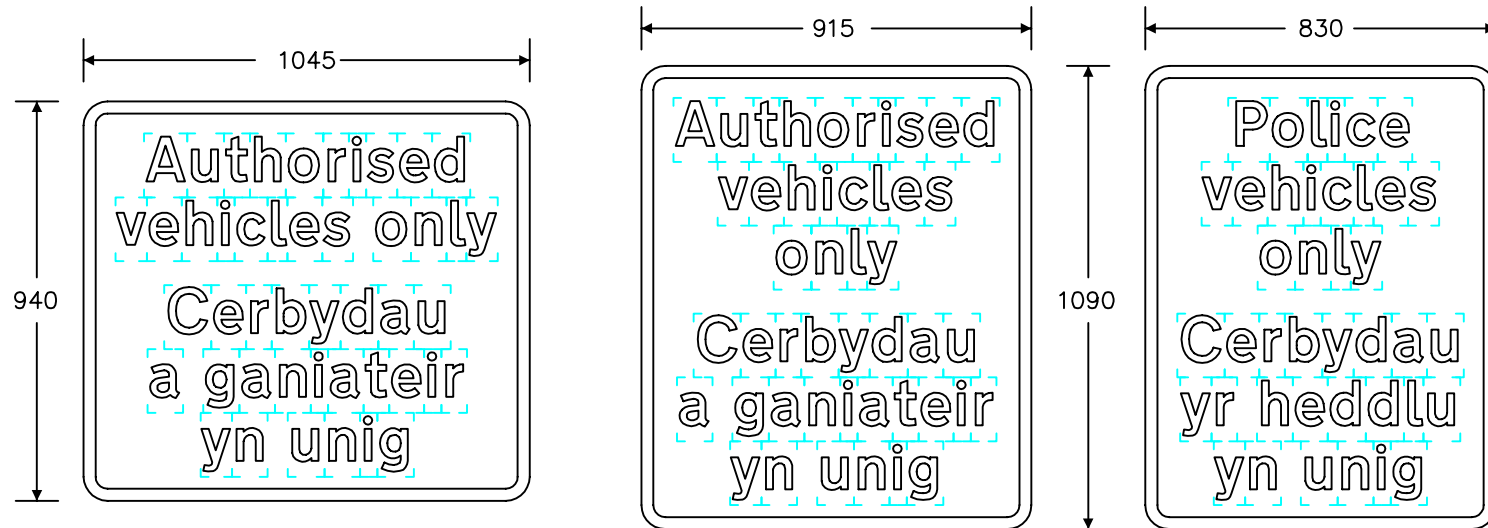 1045
940
Authorised
vehicles only
Cerbydau
a ganiateir
yn unig
915
Authorised
vehicles
only
Cerbydau
a ganiateir
yn unig
1090
830
Police
vehicles
only
Cerbydau
yr heddlu
yn unig